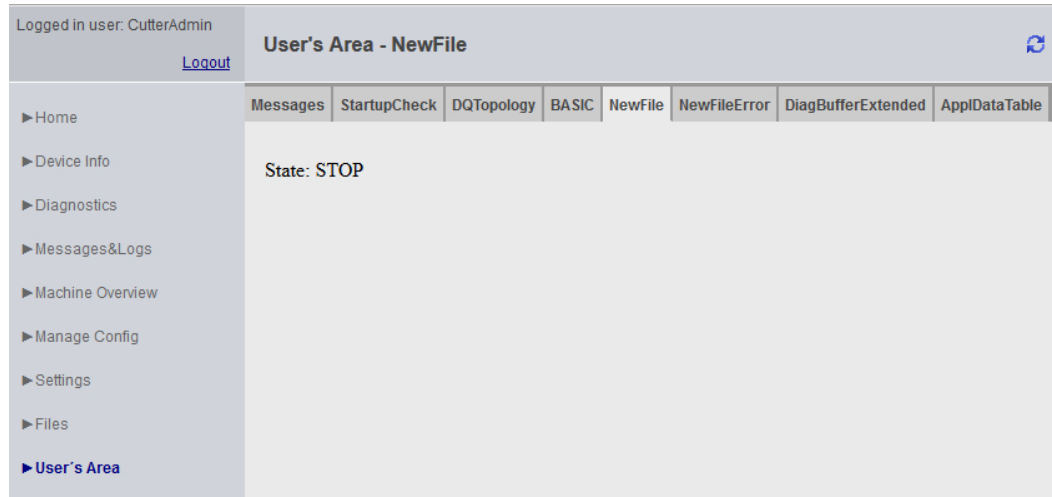 Logged in user: CutterAdmin
Logout
User's Area - NewFile
Messages StartupCheck DQTopology BASIC NewFile NewFileError DiagBufferExtended ApplDataTable
►Home
►Device Info
►Diagnostics
►Messages&Logs
►Machine Overview
►Manage Config
►Settings
►Files
►User´s Area
State: STOP